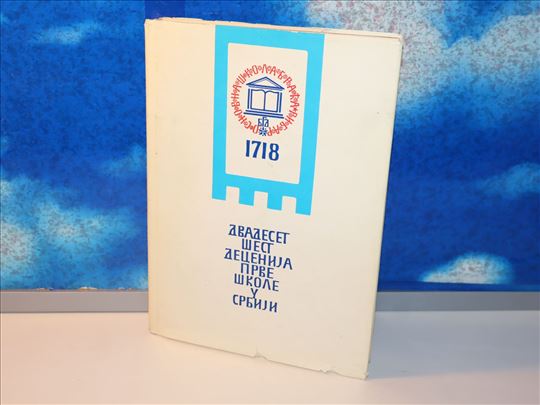 1718
ДВАДЕСЕТ
ШЕСТ
ДЕЦЕНИЈА
ПРВЕ
ШКОЛЕ
У
СРБИЈИ